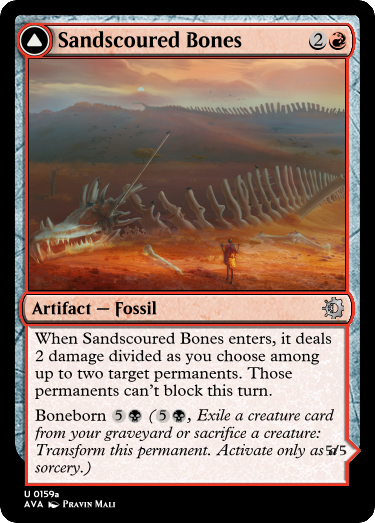 Sandscoured Bones 2
Artifact — Fossil
When Sandscoured Bones enters, it deals
2 damage divided as you choose among
up to two target permanents. Those
permanents can't block this turn.
Boneborn 5 (5, Exile a creature card
from your graveyard or sacrifice a creature:
Transform this permanent. Activate only as
sorcery.)
5/5
U 0159a
AVA Pravin Mali